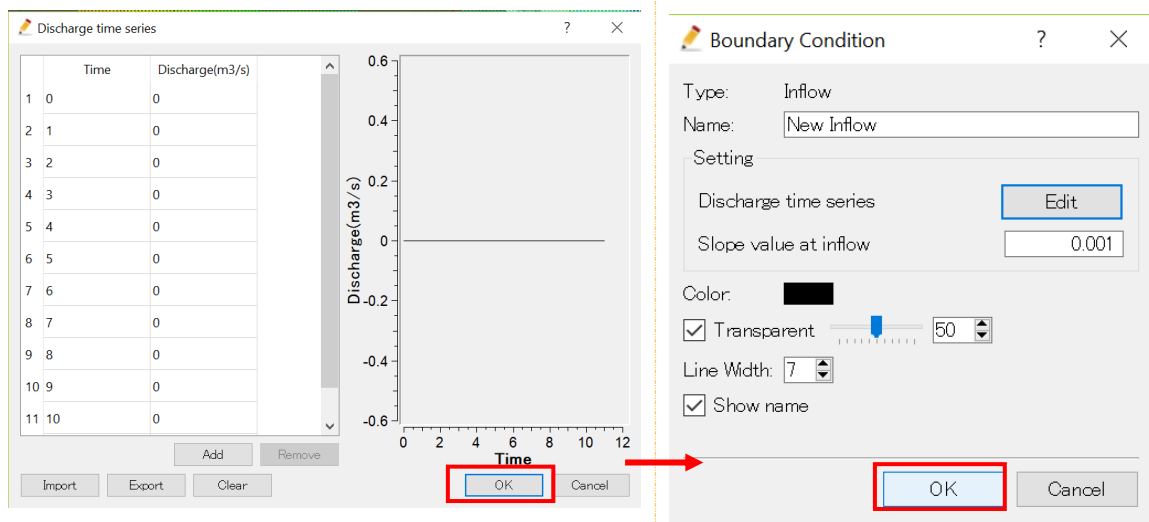 Discharge time series ? ×
Time Discharge(m3/s)
1 0 0
2 1 0
3 2 0
4 3 0
5 4 0
6 5 0
7 6 0
8 7 0
9 8 0
10 9 0
11 10 0
Add Remove
Import Export Clear
0.6
0.4
0.2
0
-0.2
-0.4
-0.6
Discharge(m3/s)
0 2 4 6 8 10 12
Time
OK Cancel
Boundary Condition ? ×
Type: Inflow
Name: New Inflow
Setting
Discharge time series Edit
Slope value at inflow 0.001
Color:
Transparent 50
Line Width: 7
Show name
OK Cancel